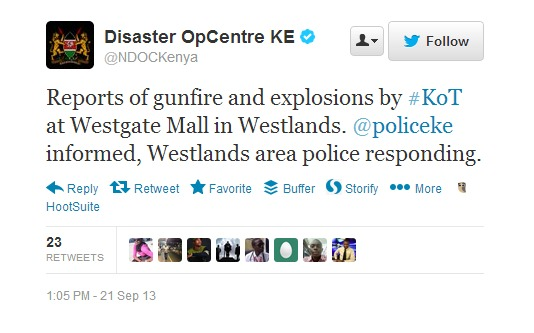 Disaster OpCentre KE
@NDOCKenya
Follow
Reports of gunfire and explosions by #KoT
at Westgate Mall in Westlands. @policeke
informed, Westlands area police responding.
Reply Retweet Favorite Buffer Storify More
HootSuite
23
RETWEETS
1:05 PM - 21 Sep 13